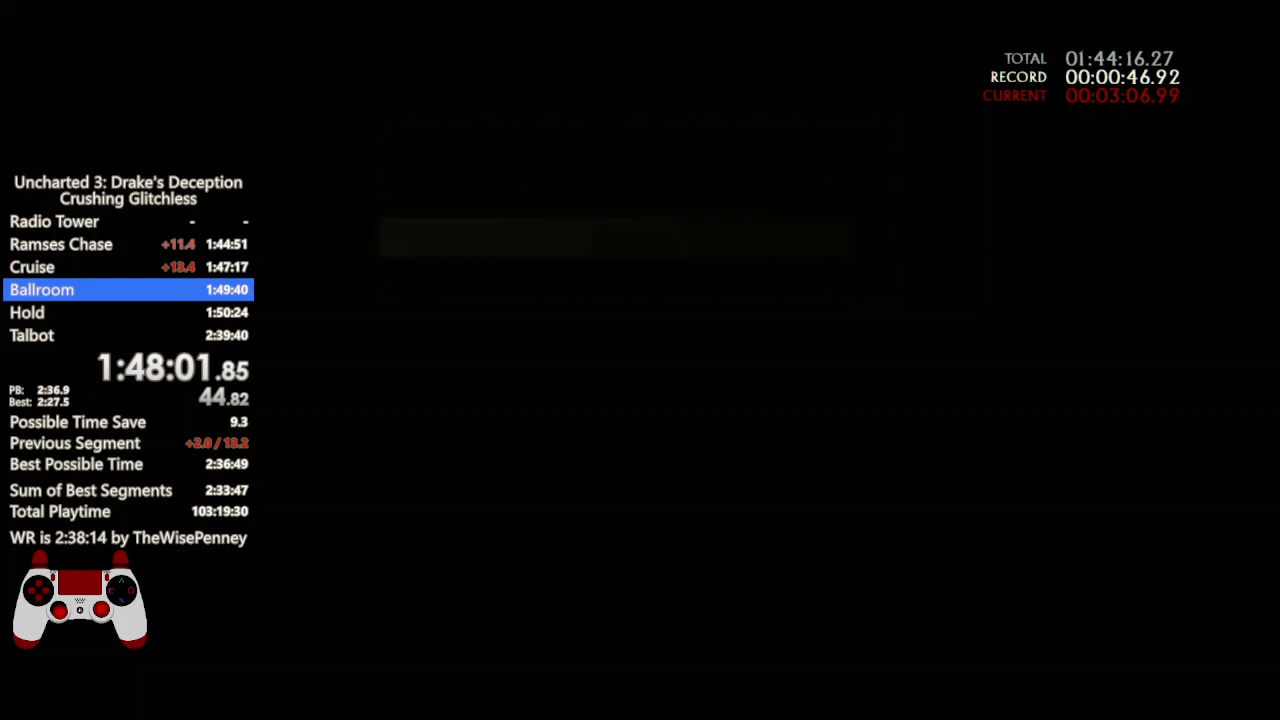 TOTAL 01:44:16.27
RECORD 00:00:46.92
CURRENT 00:03:06.99
Uncharted 3: Drake's Deception
Crushing Glitchless
Radio Tower - -
Ramses Chase +11.4 1:44:51
Cruise +13.4 1:47:17
Ballroom 1:49:40
Hold 1:50:24
Talbot 2:39:40
1:48:01.85
PB: 2:36.9
Best: 2:27.5
44.82
Possible Time Save 9.3
Previous Segment +2.0 / 13.2
Best Possible Time 2:36:49
Sum of Best Segments 2:33:47
Total Playtime 103:19:30
WR is 2:38:14 by TheWisePenney